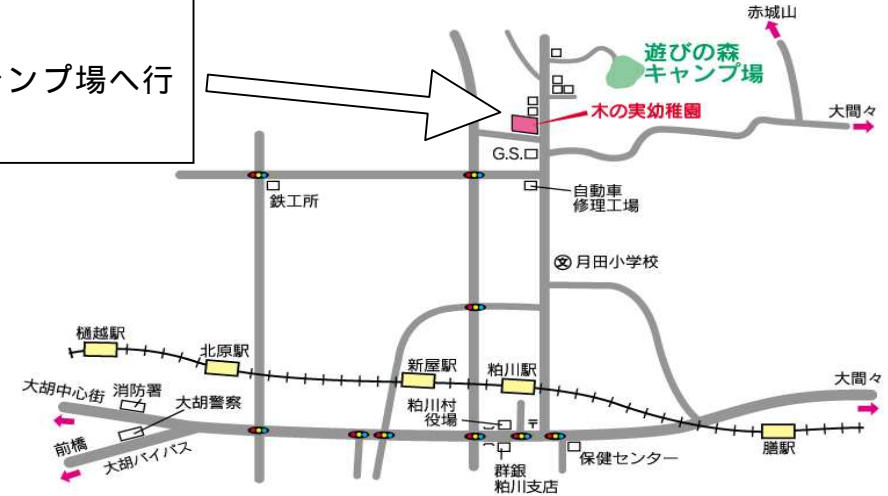 ャンプ場へ行
赤城山
遊びの森
キャンプ場
木の実幼稚園
大間々
G.S.
鉄工所
自動車
修理工場
月田小学校
文
樋越駅
北原駅
新屋駅
粕川駅
大胡中心街
消防署
大胡警察
粕川村
役場
〒
大間々
前橋
大胡バイパス
群銀
粕川支店
保健センター
膳駅